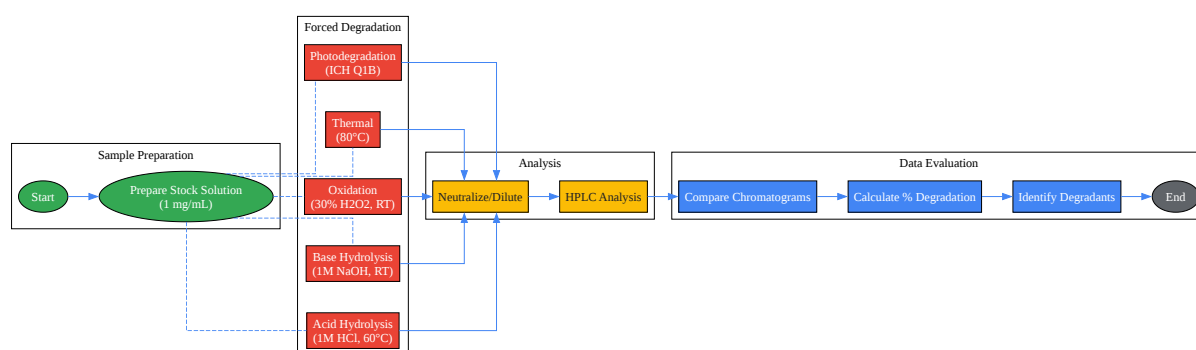 Sample Preparation
Start
Prepare Stock Solution
(1 mg/mL)
Forced Degradation
Photodegradation
(ICH Q1B)
Thermal
(80°C)
Oxidation
(30% H2O2, RT)
Base Hydrolysis
(1M NaOH, RT)
Acid Hydrolysis
(1M HCl, 60°C)
Analysis
Neutralize/Dilute
HPLC Analysis
Data Evaluation
Compare Chromatograms
Calculate % Degradation
Identify Degradants
End